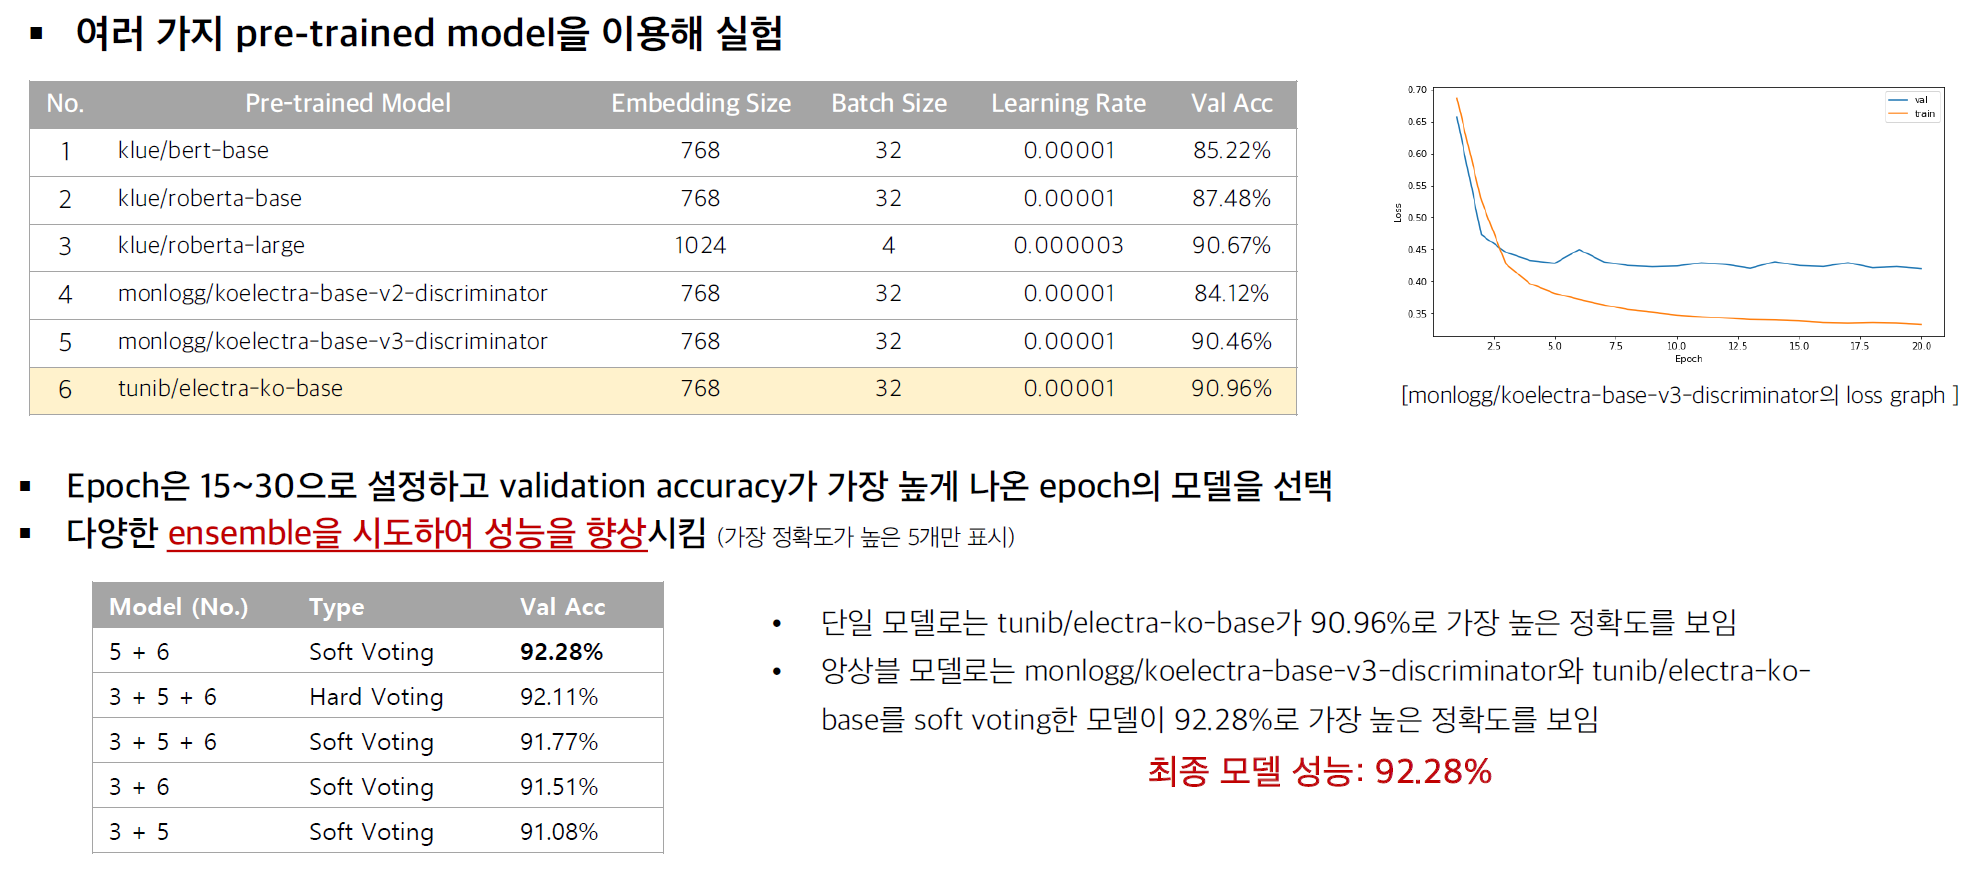 ▪ 여러 가지 pre-trained model을 이용해 실험
No. Pre-trained Model Embedding Size Batch Size Learning Rate Val Acc
1 klue/bert-base 768 32 0.00001 85.22%
2 klue/roberta-base 768 32 0.00001 87.48%
3 klue/roberta-large 1024 4 0.000003 90.67%
4 monlogg/koelectra-base-v2-discriminator 768 32 0.00001 84.12%
5 monlogg/koelectra-base-v3-discriminator 768 32 0.00001 90.46%
6 tunib/electra-ko-base 768 32 0.00001 90.96%
val
train
0.70
0.65
0.60
0.55
0.50
0.45
0.40
0.35
Loss
2.5 5.0 7.5 10.0 12.5 15.0 17.5 20.0
Epoch
[monlogg/koelectra-base-v3-discriminator의 loss graph ]
▪ Epoch은 15~30으로 설정하고 validation accuracy가 가장 높게 나온 epoch의 모델을 선택
▪ 다양한 ensemble을 시도하여 성능을 향상시킴 (가장 정확도가 높은 5개만 표시)
Model (No.) Type Val Acc
5 + 6 Soft Voting 92.28%
3 + 5 + 6 Hard Voting 92.11%
3 + 5 + 6 Soft Voting 91.77%
3 + 6 Soft Voting 91.51%
3 + 5 Soft Voting 91.08%
• 단일 모델로는 tunib/electra-ko-base가 90.96%로 가장 높은 정확도를 보임
• 앙상블 모델로는 monlogg/koelectra-base-v3-discriminator와 tunib/electra-ko-
base를 soft voting한 모델이 92.28%로 가장 높은 정확도를 보임
최종 모델 성능: 92.28%